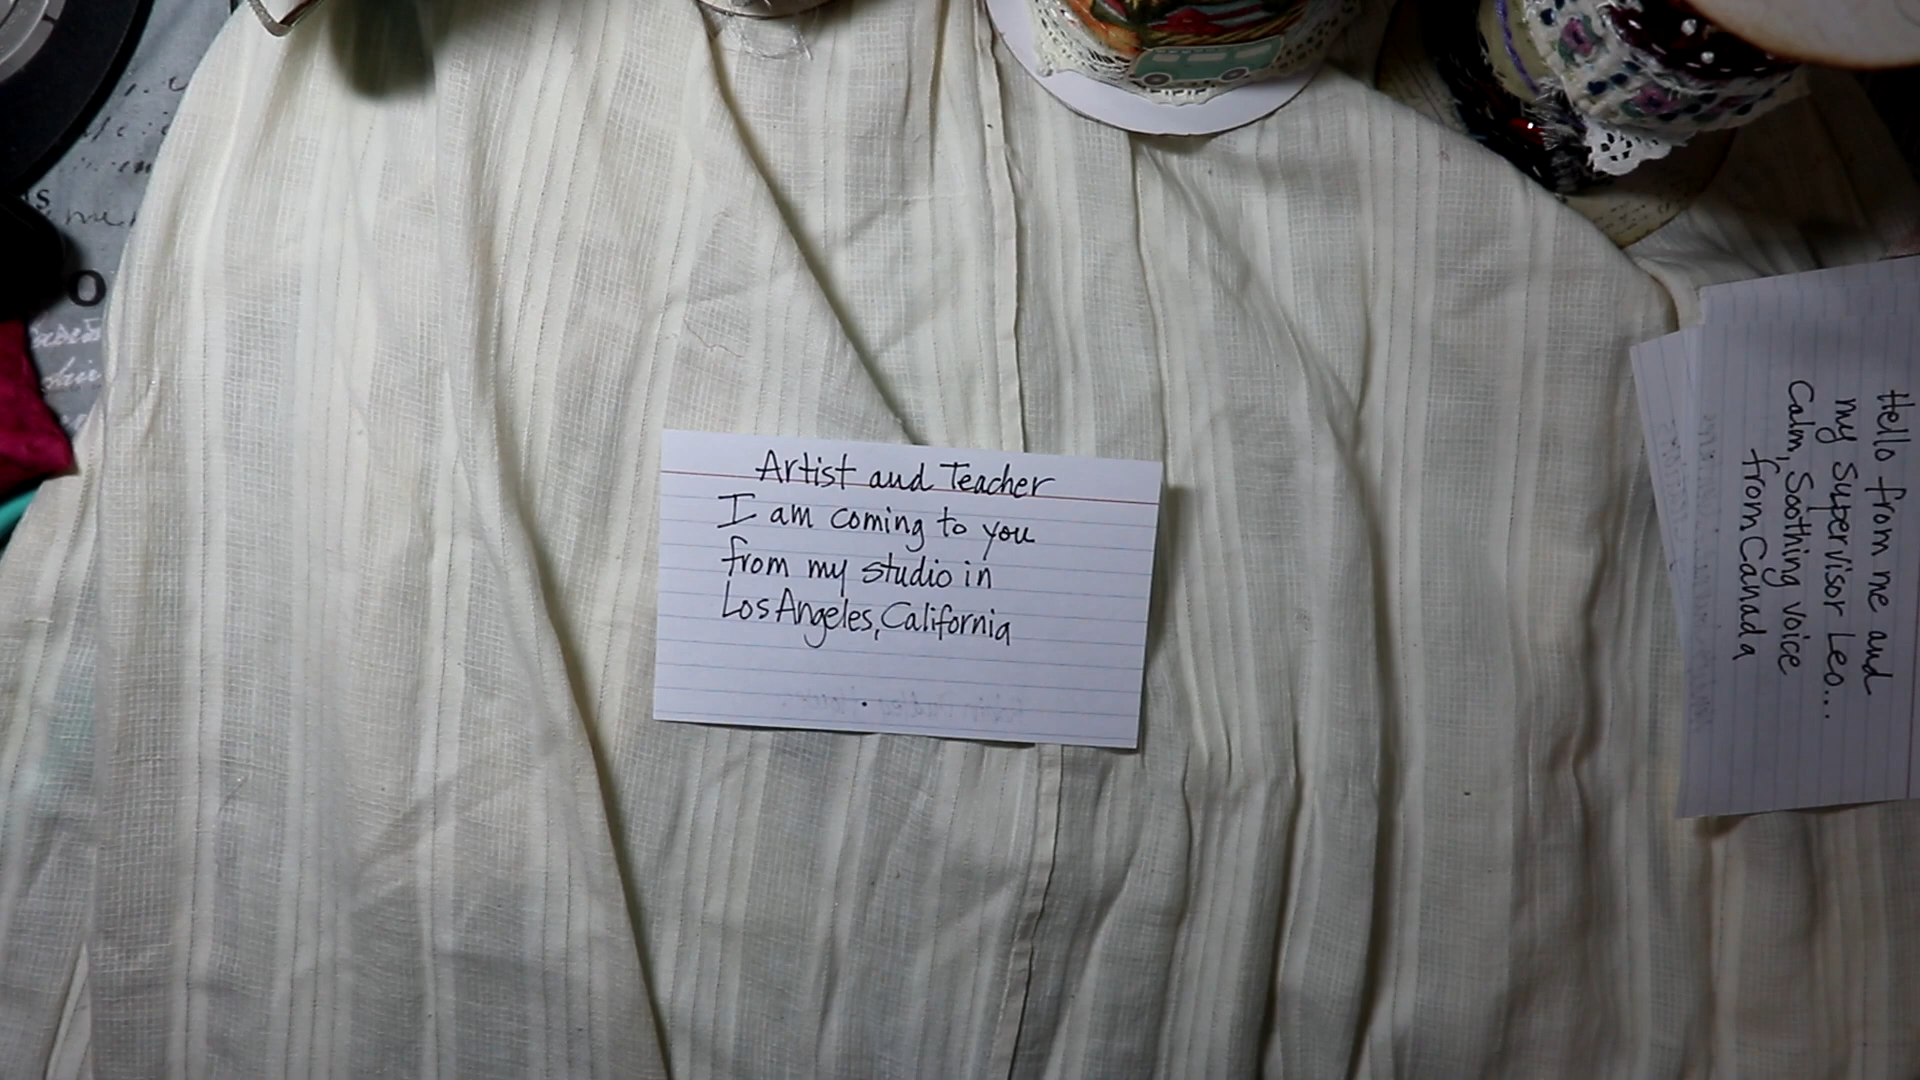 Artist and Teacher
I am coming to you
from my studio in
Los Angeles, California
Hello from me and
my Supervisor Leo...
Calm, Soothing voice
from Canada